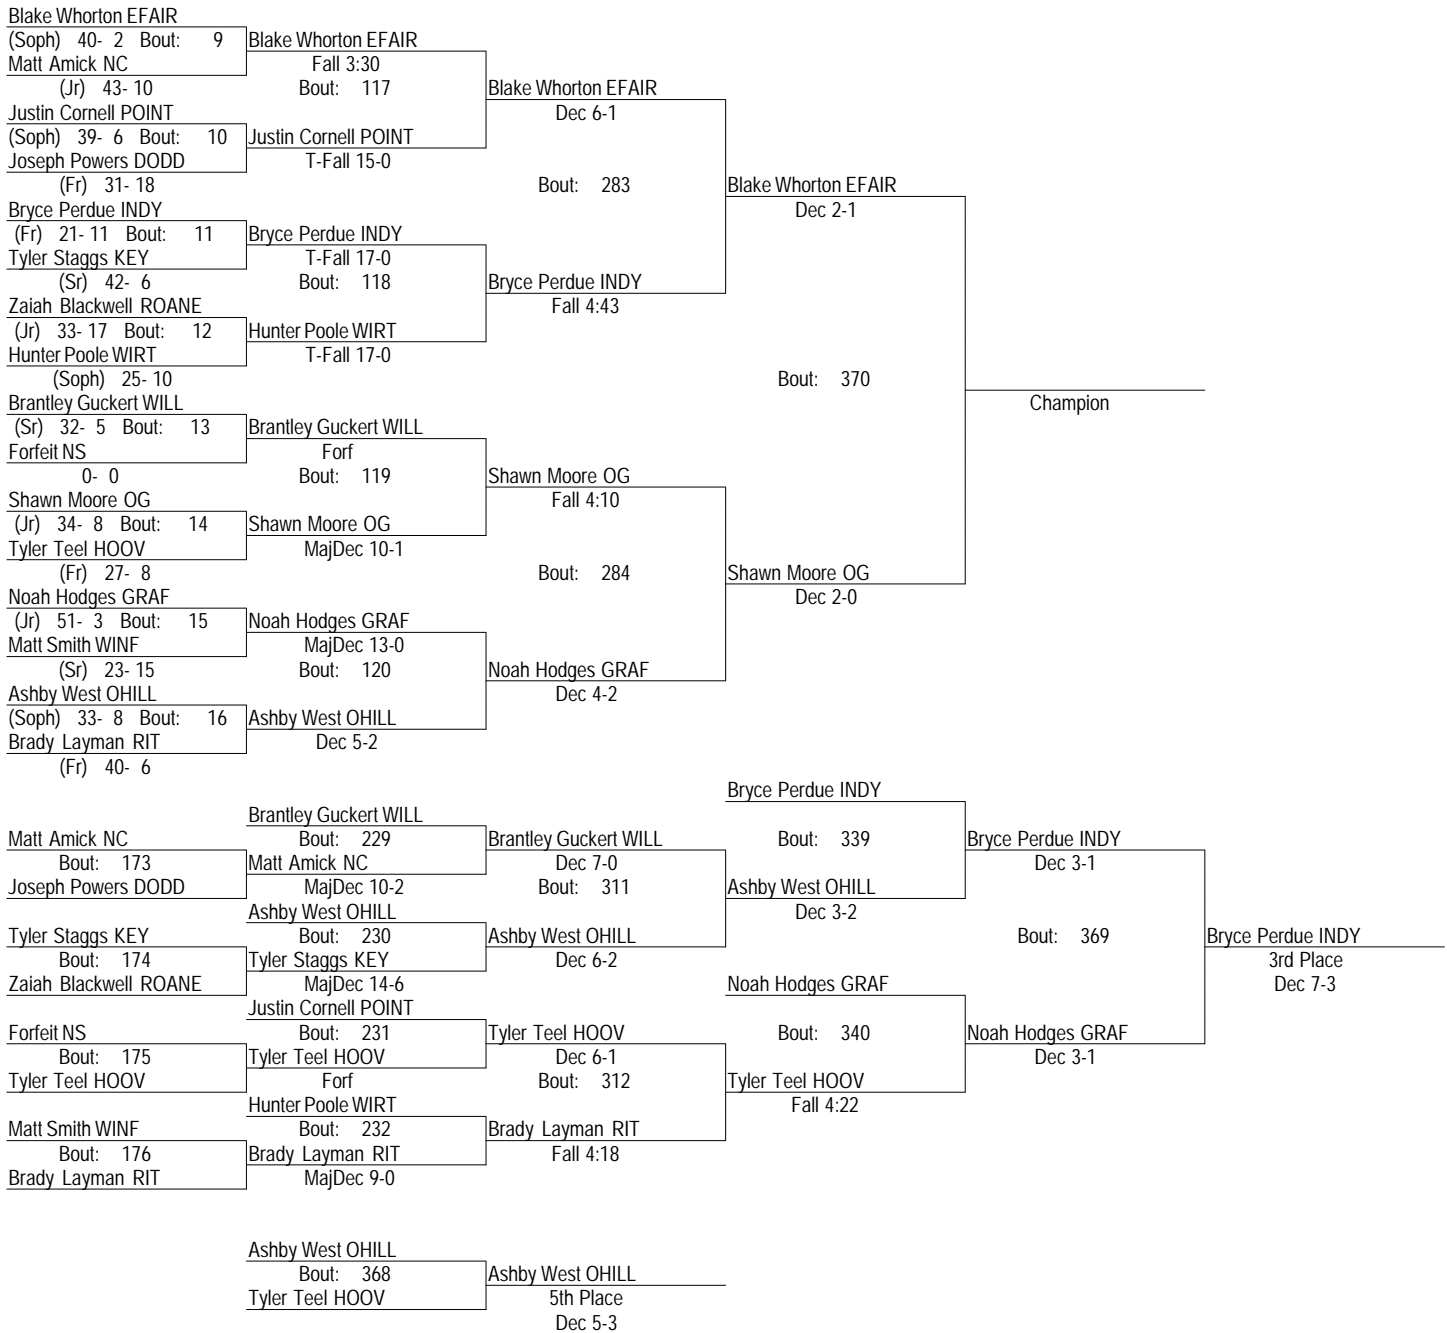 Blake Whorton EFAIR
(Soph) 40- 2 Bout: 9 Blake Whorton EFAIR
Matt Amick NC Fall 3:30
(Jr) 43- 10 Bout: 117 Blake Whorton EFAIR
Justin Cornell POINT Dec 6-1
(Soph) 39- 6 Bout: 10 Justin Cornell POINT
Joseph Powers DODD T-Fall 15-0
(Fr) 31- 18 Bout: 283 Blake Whorton EFAIR
Bryce Perdue INDY Dec 2-1
(Fr) 21- 11 Bout: 11 Bryce Perdue INDY
Tyler Staggs KEY T-Fall 17-0
(Sr) 42- 6 Bout: 118 Bryce Perdue INDY
Zaiah Blackwell ROANE Fall 4:43
(Jr) 33- 17 Bout: 12 Hunter Poole WIRT
Hunter Poole WIRT T-Fall 17-0
(Soph) 25- 10 Bout: 370
Brantley Guckert WILL Champion
(Sr) 32- 5 Bout: 13 Brantley Guckert WILL
Forfeit NS Forf
0- 0 Bout: 119 Shawn Moore OG
Shawn Moore OG Fall 4:10
(Jr) 34- 8 Bout: 14 Shawn Moore OG
Tyler Teel HOOV MajDec 10-1
(Fr) 27- 8 Bout: 284 Shawn Moore OG
Noah Hodges GRAF Dec 2-0
(Jr) 51- 3 Bout: 15 Noah Hodges GRAF
Matt Smith WINF MajDec 13-0
(Sr) 23- 15 Bout: 120 Noah Hodges GRAF
Ashby West OHILL Dec 4-2
(Soph) 33- 8 Bout: 16 Ashby West OHILL
Brady Layman RIT Dec 5-2
(Fr) 40- 6
Bryce Perdue INDY
Brantley Guckert WILL
Matt Amick NC Bout: 229 Brantley Guckert WILL Bout: 339 Bryce Perdue INDY
Bout: 173 Matt Amick NC Dec 7-0 Dec 3-1
Joseph Powers DODD MajDec 10-2 Bout: 311 Ashby West OHILL
Ashby West OHILL Dec 3-2
Tyler Staggs KEY Bout: 230 Ashby West OHILL Bout: 369 Bryce Perdue INDY
Bout: 174 Tyler Staggs KEY Dec 6-2 3rd Place
Zaiah Blackwell ROANE MajDec 14-6 Noah Hodges GRAF Dec 7-3
Justin Cornell POINT
Forfeit NS Bout: 231 Tyler Teel HOOV Bout: 340 Noah Hodges GRAF
Bout: 175 Tyler Teel HOOV Dec 6-1 Dec 3-1
Tyler Teel HOOV Forf Bout: 312 Tyler Teel HOOV
Hunter Poole WIRT Fall 4:22
Matt Smith WINF Bout: 232 Brady Layman RIT
Bout: 176 Brady Layman RIT Fall 4:18
Brady Layman RIT MajDec 9-0
Ashby West OHILL
Bout: 368 Ashby West OHILL
Tyler Teel HOOV 5th Place
Dec 5-3